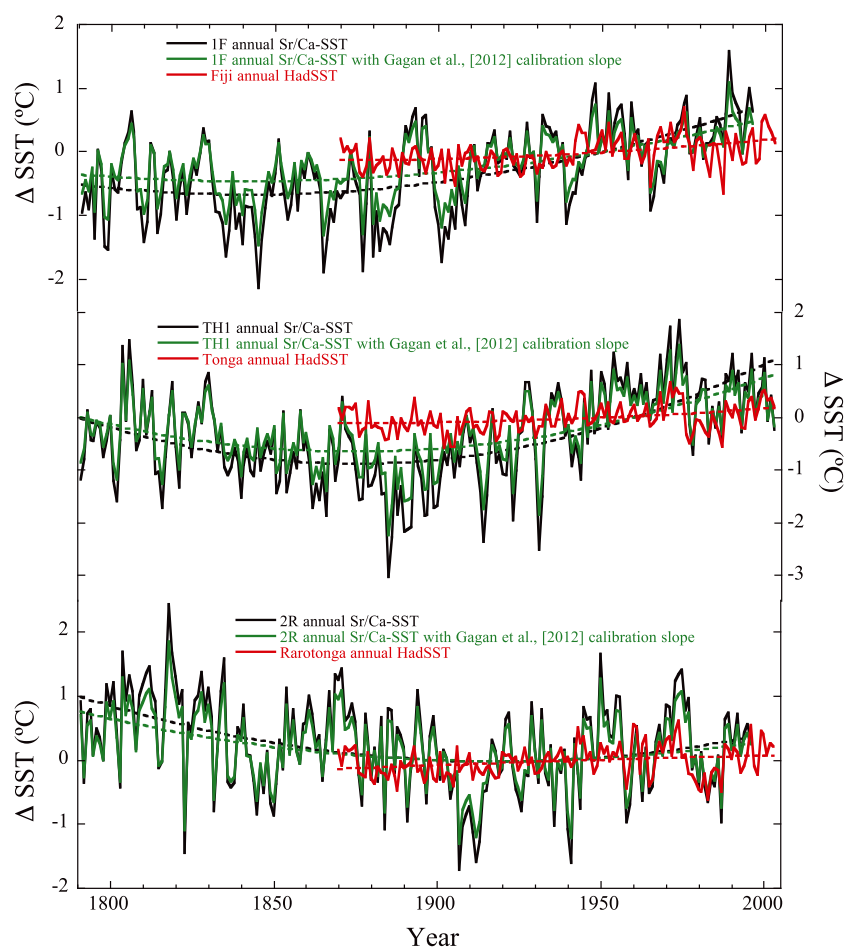 2
1F annual Sr/Ca-SST
1F annual Sr/Ca-SST with Gagan et al., [2012] calibration slope
Fiji annual HadSST
1
0
-1
-2
Δ SST (ºC)
TH1 annual Sr/Ca-SST
TH1 annual Sr/Ca-SST with Gagan et al., [2012] calibration slope
Tonga annual HadSST
2
1
0
-1
-2
-3
Δ SST (ºC)
2R annual Sr/Ca-SST
2R annual Sr/Ca-SST with Gagan et al., [2012] calibration slope
Rarotonga annual HadSST
2
1
0
-1
-2
Δ SST (ºC)
1800 1850 1900 1950 2000
Year